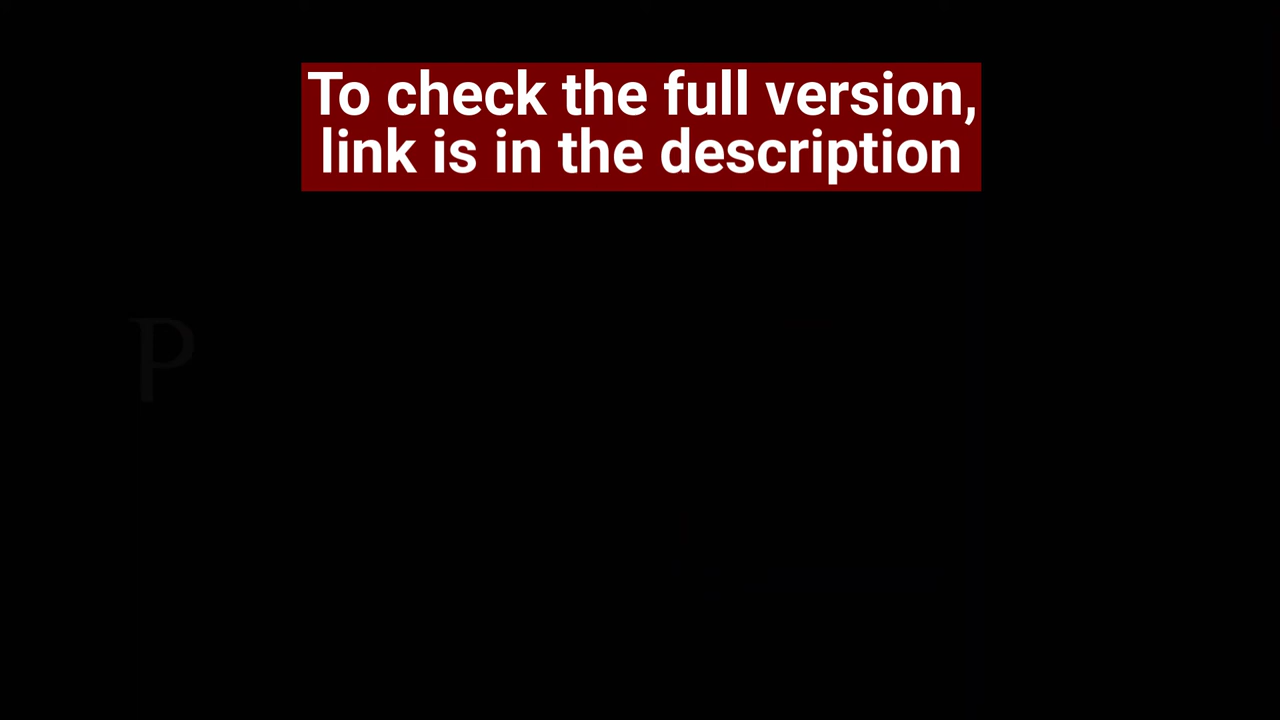 To check the full version,
link is in the description
P